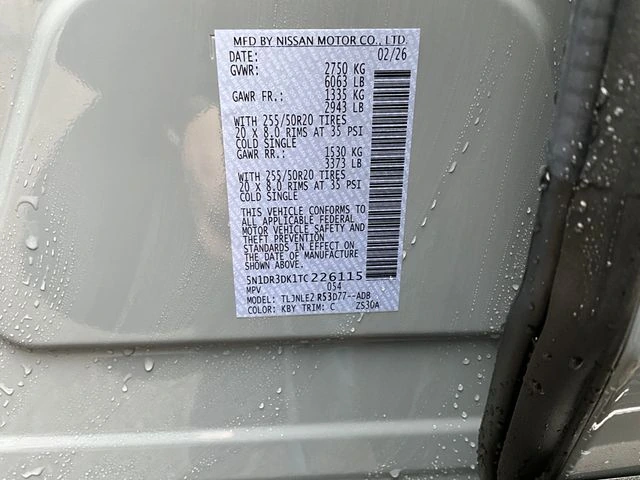 MFD BY NISSAN MOTOR CO., LTD.
DATE: 02/26
GVWR: 2750 KG
6063 LB
GAWR FR.: 1335 KG
2943 LB
WITH 255/50R20 TIRES
20 X 8.0 RIMS AT 35 PSI
COLD SINGLE
GAWR RR.: 1530 KG
3373 LB
WITH 255/50R20 TIRES
20 X 8.0 RIMS AT 35 PSI
COLD SINGLE
THIS VEHICLE CONFORMS TO
ALL APPLICABLE FEDERAL
MOTOR VEHICLE SAFETY AND
THEFT PREVENTION
STANDARDS IN EFFECT ON
THE DATE OF MANUFACTURE
SHOWN ABOVE.
5N1DR3DK1TC226115
MPV 054
MODEL: TLJNLE2 R53D77--ADB
COLOR: KBY TRIM: C ZS30A